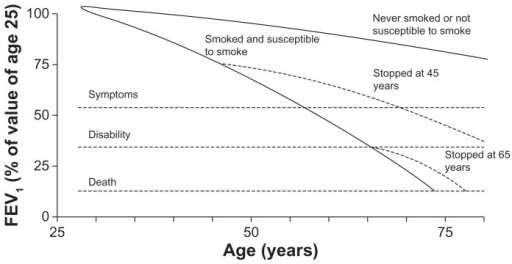 FEV1 (% of value of age 25)
100
75
50
25
0
Never smoked or not
susceptible to smoke
Smoked and susceptible
to smoke
Stopped at 45
years
Symptoms
Disability
Stopped at 65
years
Death
25
50
75
Age (years)